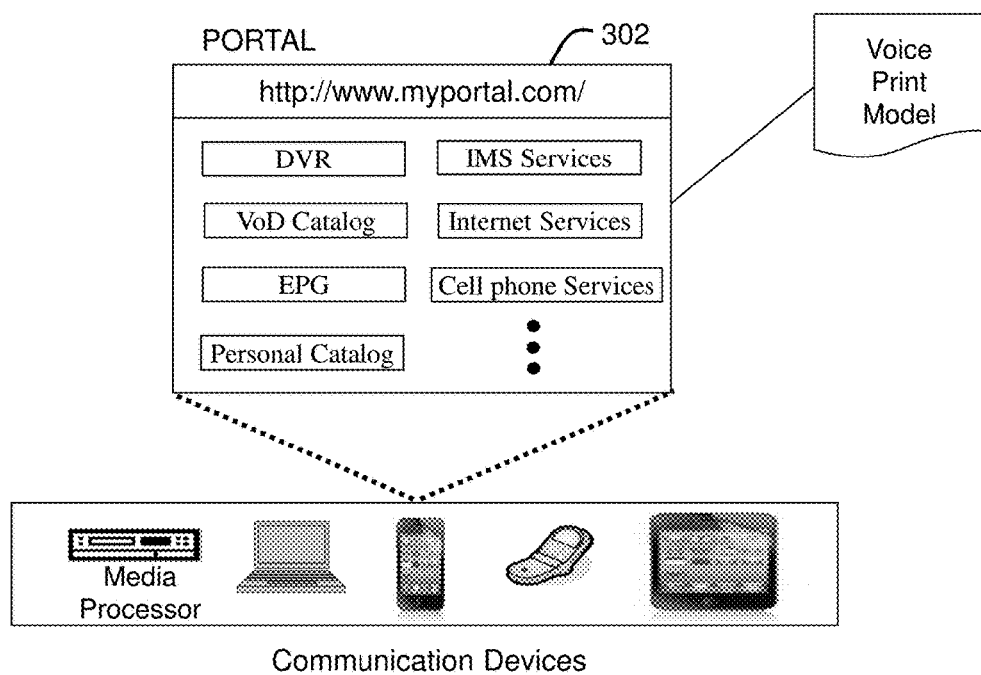 PORTAL
302
http://www.myportal.com/
DVR
IMS Services
VoD Catalog
Internet Services
EPG
Cell phone Services
Personal Catalog
Voice
Print
Model
Media
Processor
Communication Devices